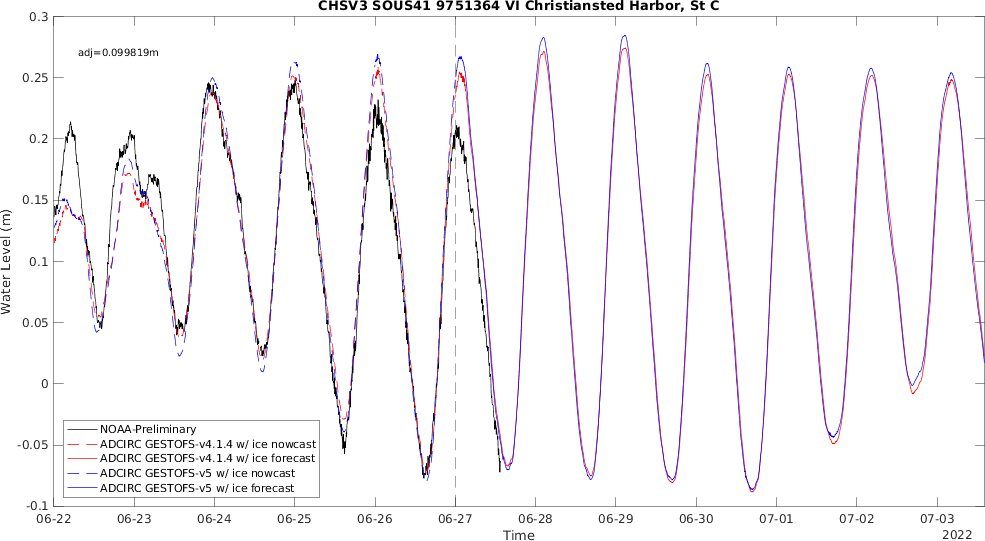 CHSV3 SOUS41 9751364 VI Christiansted Harbor, St C
0.3
adj=0.099819m
0.25
0.2
0.15
0.1
0.05
0
-0.05
-0.1
Water Level (m)
NOAA-Preliminary
ADCIRC GESTOFS-v4.1.4 w/ ice nowcast
ADCIRC GESTOFS-v4.1.4 w/ ice forecast
ADCIRC GESTOFS-v5 w/ ice nowcast
ADCIRC GESTOFS-v5 w/ ice forecast
06-22 06-23 06-24 06-25 06-26 06-27 06-28 06-29 06-30 07-01 07-02 07-03
Time
2022